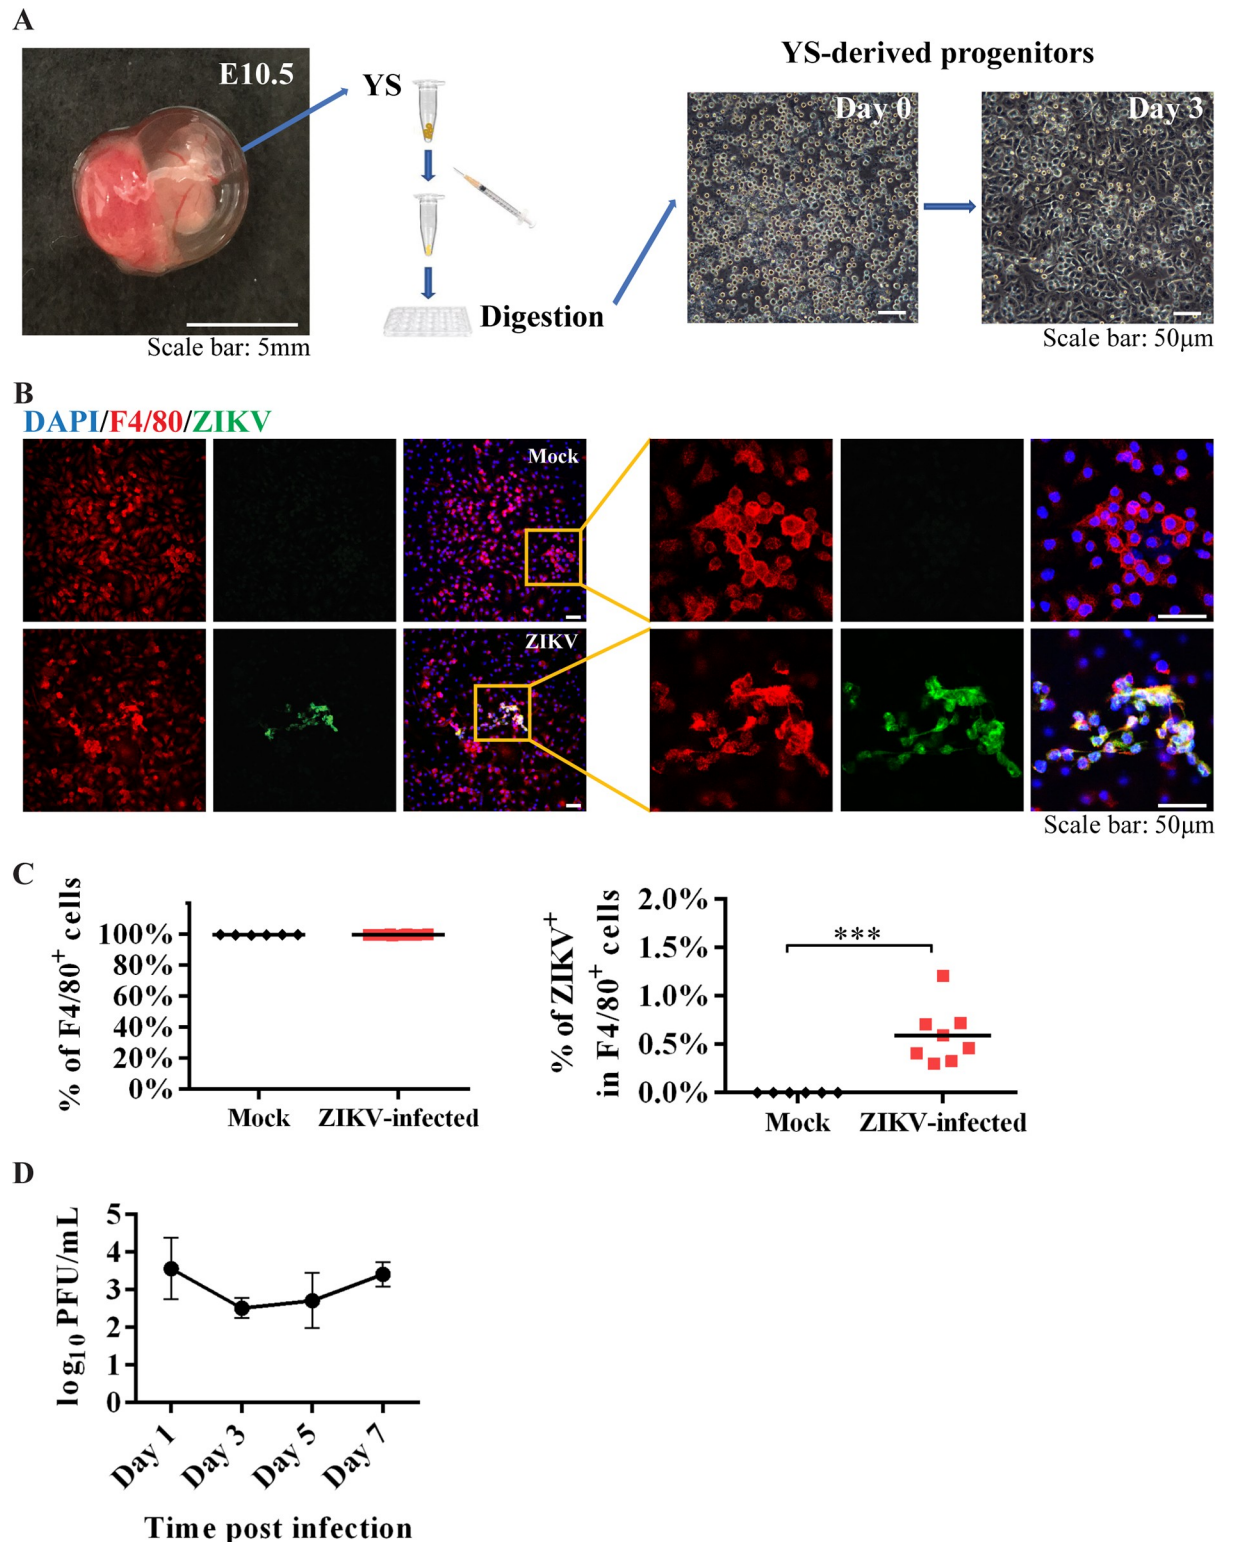 A
E10.5
YS
Digestion
Scale bar: 5mm
YS-derived progenitors
Day 0
Day 3
Scale bar: 50μm
B
DAPI/F4/80/ZIKV
Mock
ZIKV
Scale bar: 50μm
C
% of F4/80+ cells
100%
80%
60%
40%
20%
0%
Mock
ZIKV-infected
% of ZIKV+
in F4/80+ cells
2.0%
1.5%
1.0%
0.5%
0.0%
***
Mock
ZIKV-infected
D
log10 PFU/mL
5
4
3
2
1
0
Day 1
Day 3
Day 5
Day 7
Time post infection